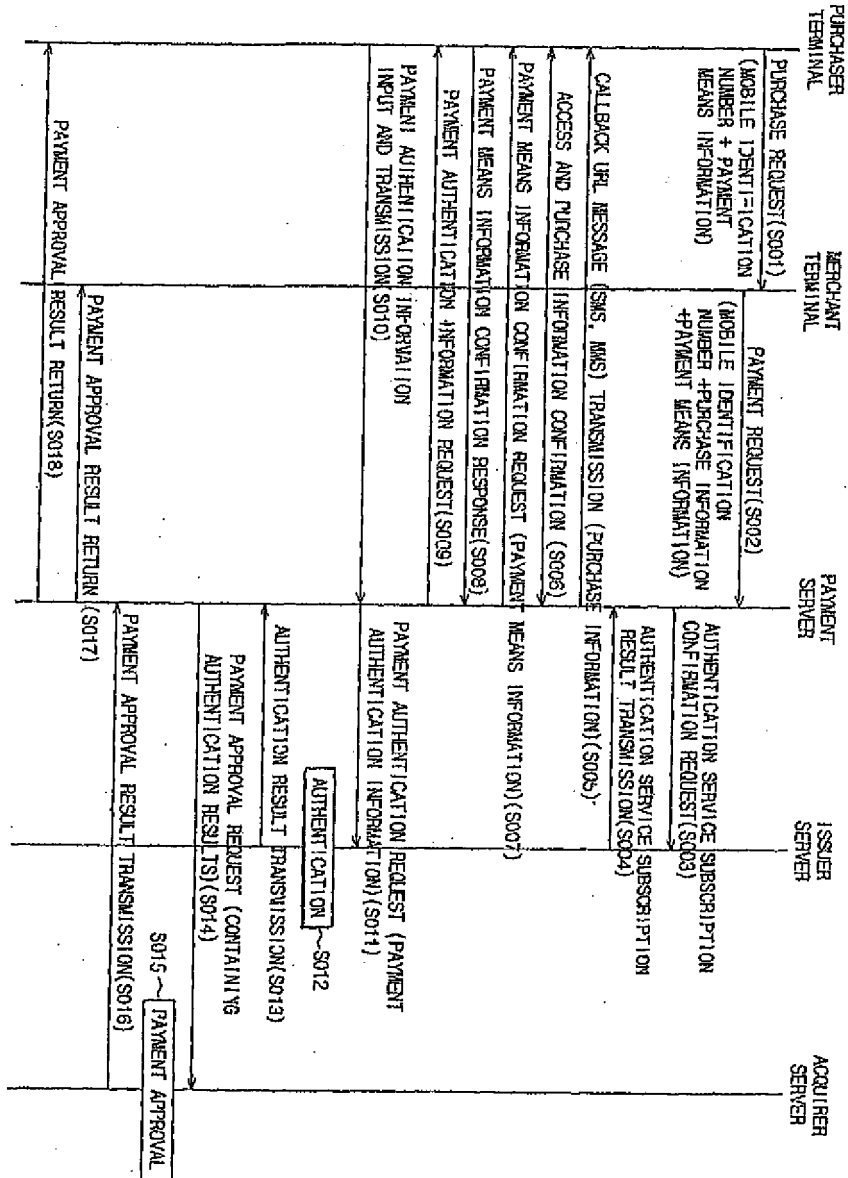 PURCHASER
TERMINAL
MERCHANT
TERMINAL
PAYMENT
SERVER
ISSUER
SERVER
ACQUIRER
SERVER
PURCHASE REQUEST(S001)
(MOBILE IDENTIFICATION
NUMBER + PAYMENT
MEANS INFORMATION)
PAYMENT REQUEST(S002)
(MOBILE IDENTIFICATION
NUMBER +PURCHASE INFORMATION
+PAYMENT MEANS INFORMATION)
AUTHENTICATION SERVICE SUBSCRIPTION
CONFIRMATION REQUEST(S003)
AUTHENTICATION SERVICE SUBSCRIPTION
RESULT TRANSMISSION(S004)
CALLBACK URL MESSAGE (SMS, MMS) TRANSMISSION (PURCHASE INFORMATION)(S005)
ACCESS AND PURCHASE INFORMATION CONFIRMATION (S006)
PAYMENT MEANS INFORMATION CONFIRMATION REQUEST (PAYMENT MEANS INFORMATION)(S007)
PAYMENT MEANS INFORMATION CONFIRMATION RESPONSE(S008)
PAYMENT AUTHENTICATION INFORMATION REQUEST(S009)
PAYMENT AUTHENTICATION INFORMATION
INPUT AND TRANSMISSION(S010)
PAYMENT AUTHENTICATION REQUEST (PAYMENT
AUTHENTICATION INFORMATION)(S011)
AUTHENTICATION
S012
AUTHENTICATION RESULT TRANSMISSION(S013)
PAYMENT APPROVAL REQUEST (CONTAINIYG
AUTHENTICATION RESULTS)(S014)
S015
PAYMENT APPROVAL
PAYMENT APPROVAL RESULT TRANSMISSION(S016)
PAYMENT APPROVAL RESULT RETURN (S017)
PAYMENT APPROVAL RESULT RETURN(S018)